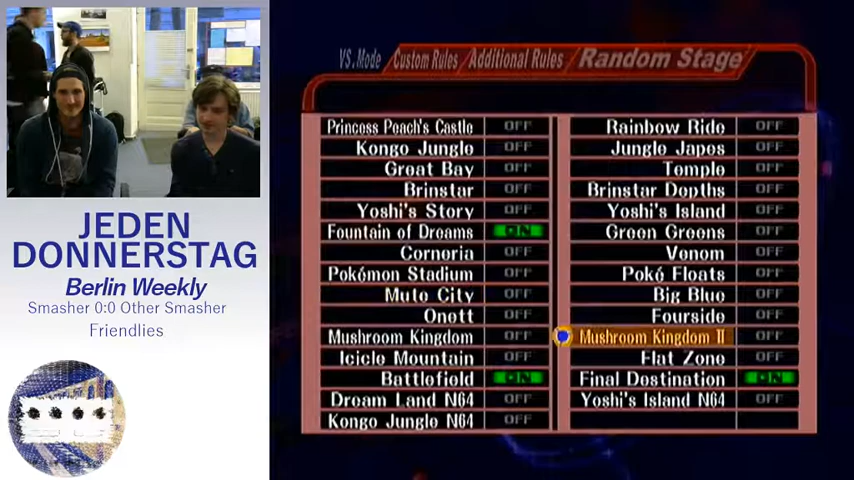 VS. Mode Custom Rules Additional Rules Random Stage
Princess Peach's Castle OFF
Kongo Jungle OFF
Great Bay OFF
Brinstar OFF
Yoshi's Story OFF
Fountain of Dreams ON
Corneria OFF
Pokémon Stadium OFF
Mute City OFF
Onett OFF
Mushroom Kingdom OFF
Icicle Mountain OFF
Battlefield ON
Dream Land N64 OFF
Kongo Jungle N64 OFF
Rainbow Ride OFF
Jungle Japes OFF
Temple OFF
Brinstar Depths OFF
Yoshi's Island OFF
Green Greens OFF
Venom OFF
Poké Floats OFF
Big Blue OFF
Fourside OFF
Mushroom Kingdom II OFF
Flat Zone OFF
Final Destination ON
Yoshi's Island N64 OFF
JEDEN
DONNERSTAG
Berlin Weekly
Smasher 0:0 Other Smasher
Friendlies